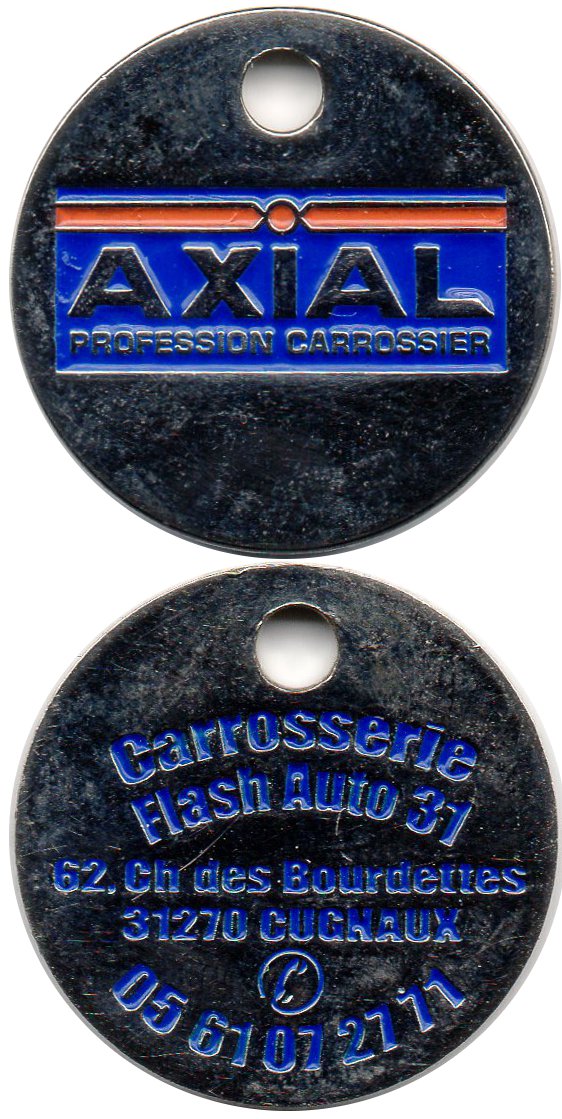 AXiAL
PROFESSION CARROSSIER
Carrosserie
Flash Auto 31
62, Ch des Bourdettes
31270 CUGNAUX
05 61 07 27 71